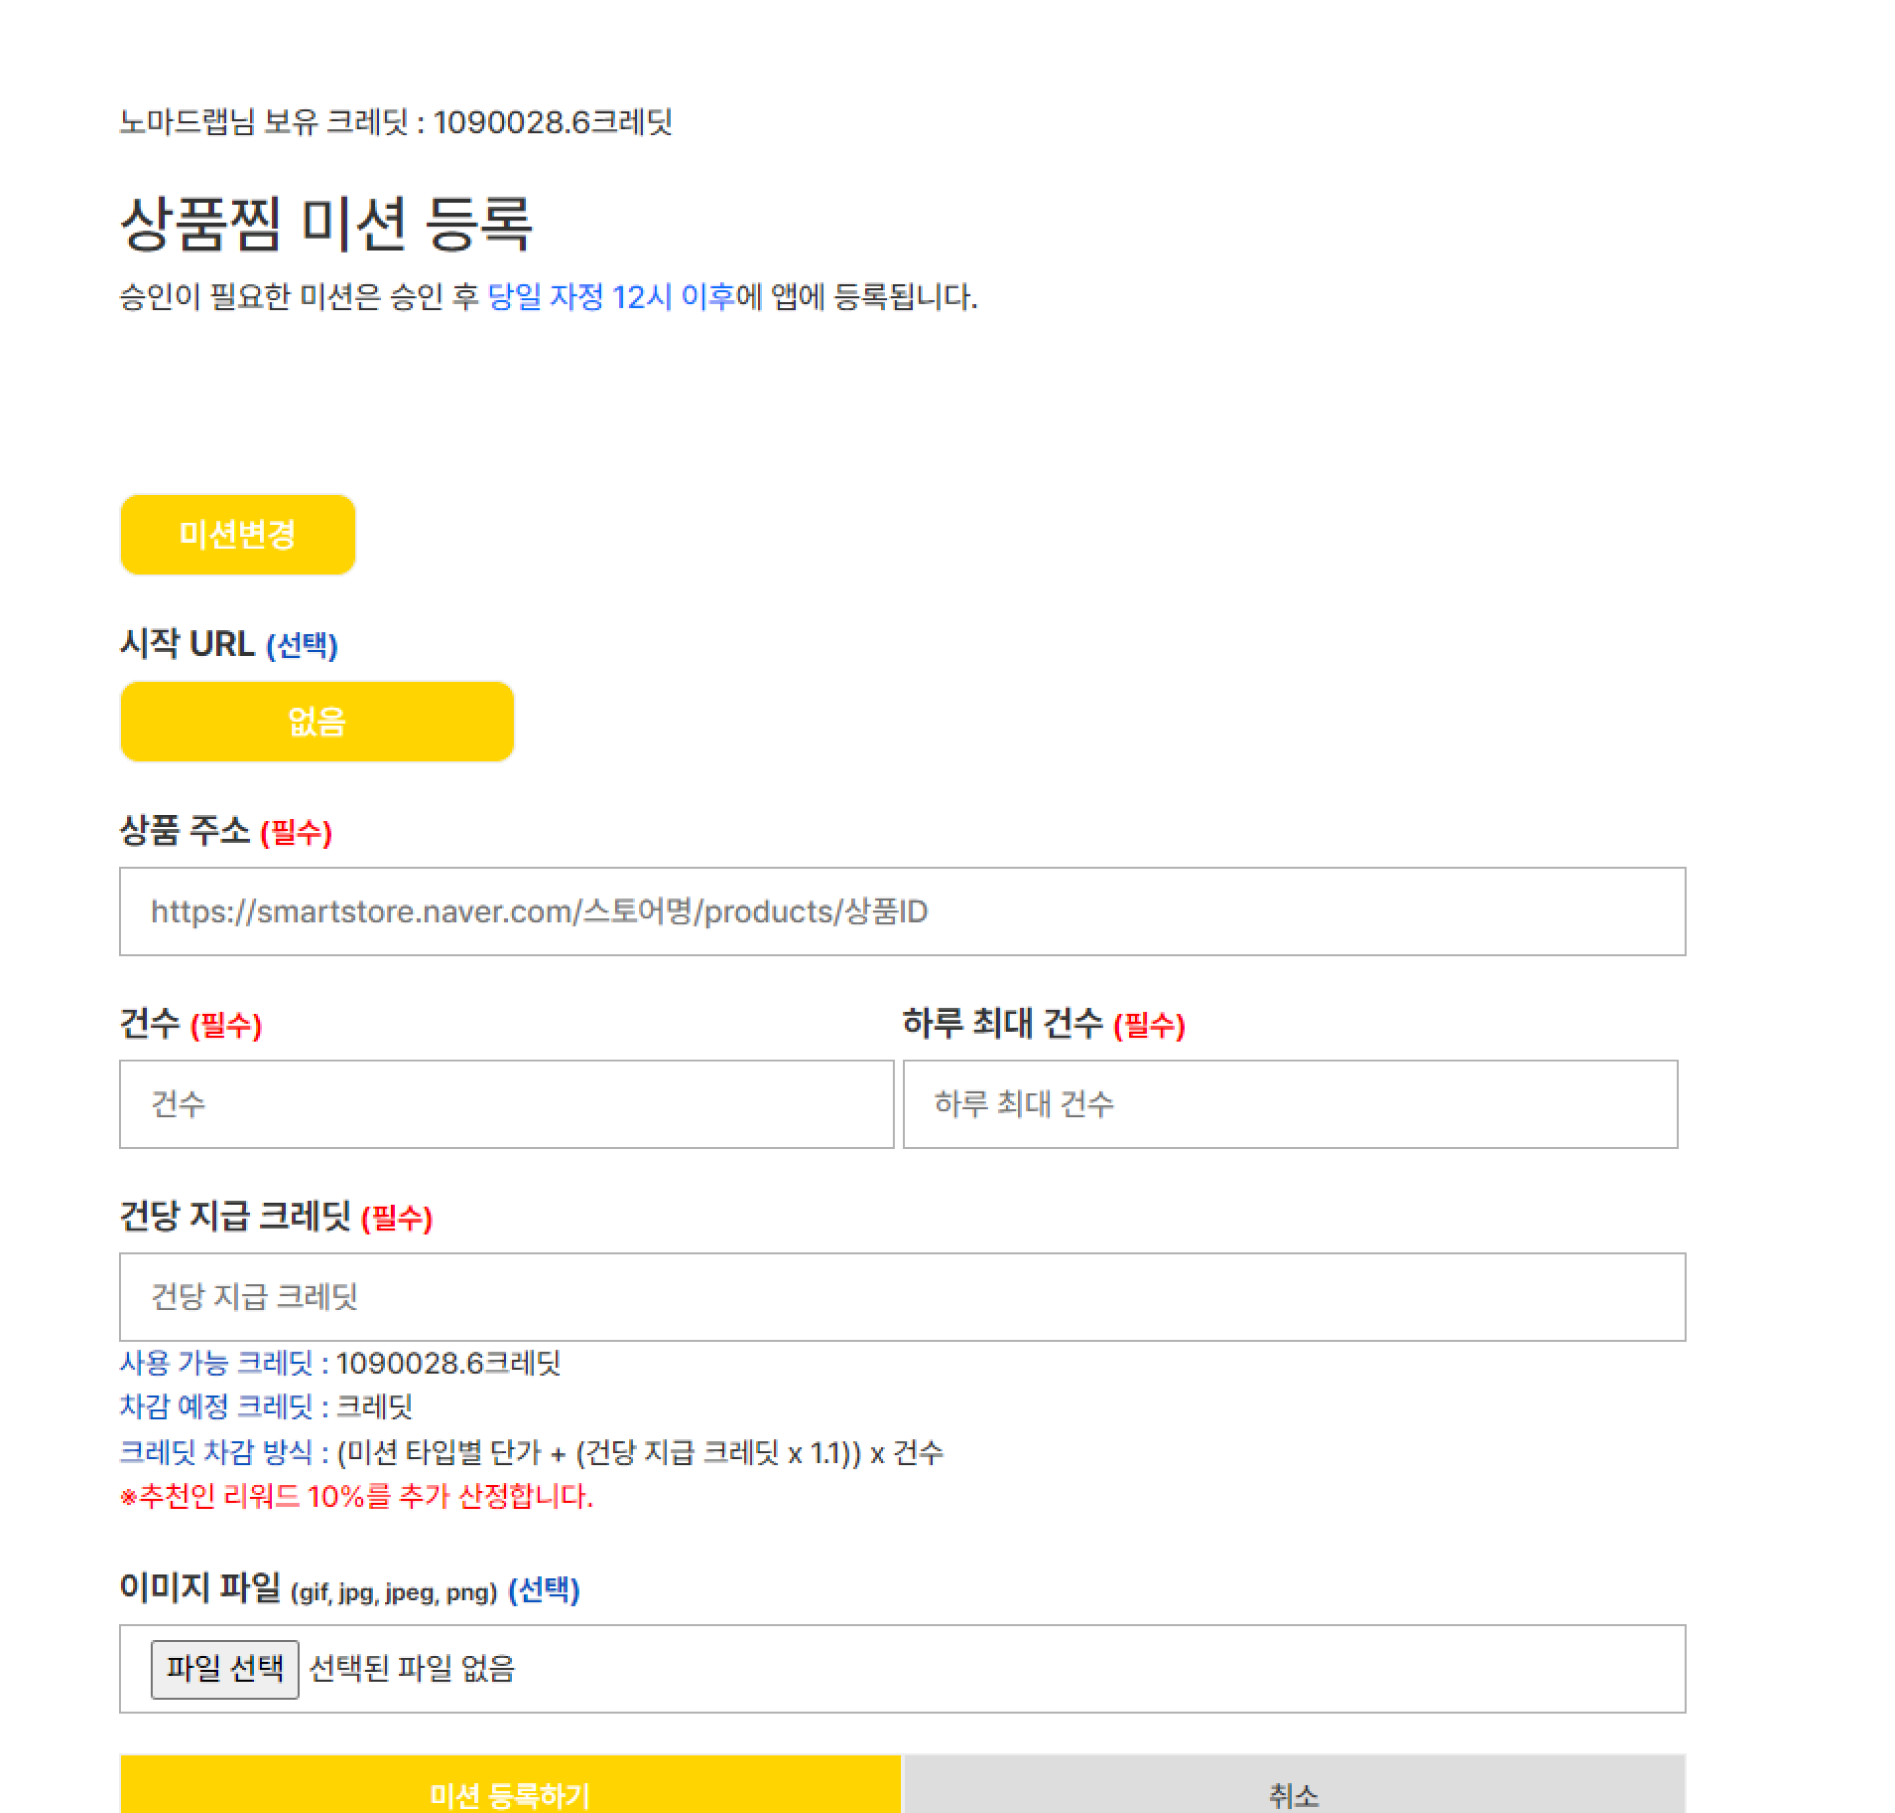 노마드랩님 보유 크레딧 : 1090028.6크레딧
상품찜 미션 등록
승인이 필요한 미션은 승인 후 당일 자정 12시 이후에 앱에 등록됩니다.
미션변경
시작 URL (선택)
없음
상품 주소 (필수)
https://smartstore.naver.com/스토어명/products/상품ID
건수 (필수) 하루 최대 건수 (필수)
건수 하루 최대 건수
건당 지급 크레딧 (필수)
건당 지급 크레딧
사용 가능 크레딧 : 1090028.6크레딧
차감 예정 크레딧 : 크레딧
크레딧 차감 방식 : (미션 타입별 단가 + (건당 지급 크레딧 x 1.1)) x 건수
※추천인 리워드 10%를 추가 산정합니다.
이미지 파일 (gif, jpg, jpeg, png) (선택)
파일 선택 선택된 파일 없음
미션 등록하기 취소